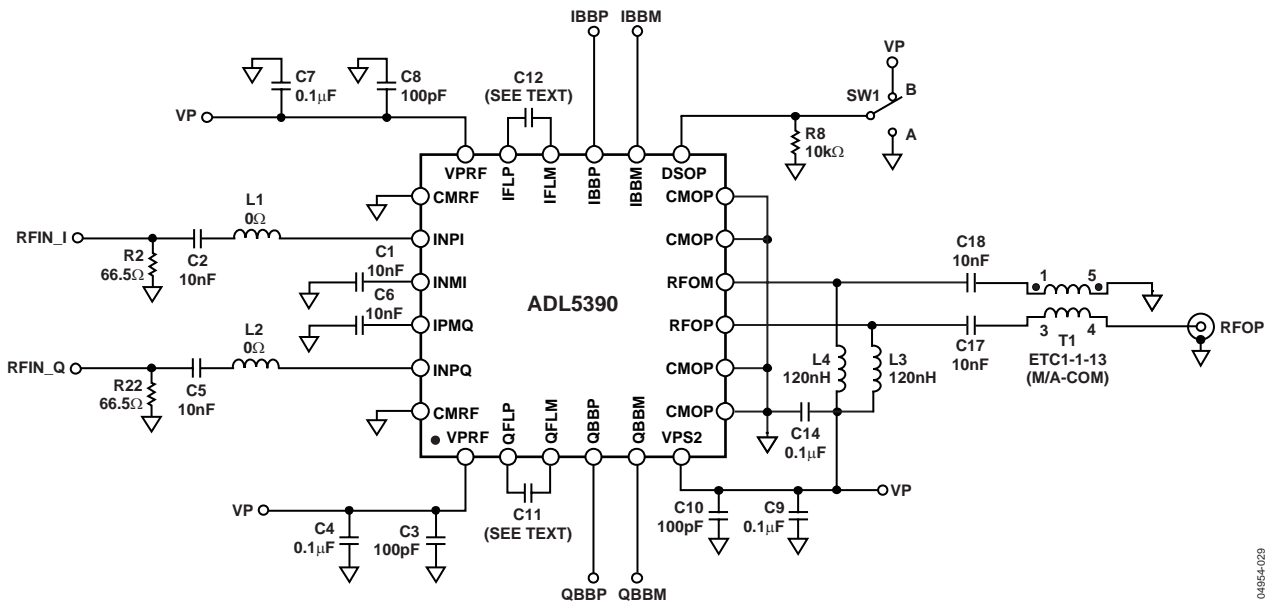 IBBP IBBM
VP
C7
0.1µF
C8
100pF
C12
(SEE TEXT)
SW1
B
A
VP
R8
10kΩ
VPRF
IFLP
IFLM
IBBP
IBBM
DSOP
CMRF
CMOP
L1
0Ω
RFIN_I
INPI
CMOP
R2
66.5Ω
C2
10nF
C1
10nF
INMI
RFOM
C18
10nF
1
5
C6
10nF
ADL5390
IPMQ
RFOP
3
4
RFOP
L2
0Ω
C17
10nF
T1
ETC1-1-13
(M/A-COM)
L4
120nH
L3
120nH
RFIN_Q
INPQ
CMOP
R22
66.5Ω
C5
10nF
CMRF
CMOP
C14
0.1µF
VPRF
QFLP
QFLM
QBBP
QBBM
VPS2
VP
VP
C4
0.1µF
C3
100pF
C11
(SEE TEXT)
C10
100pF
C9
0.1µF
QBBP QBBM
04954-029